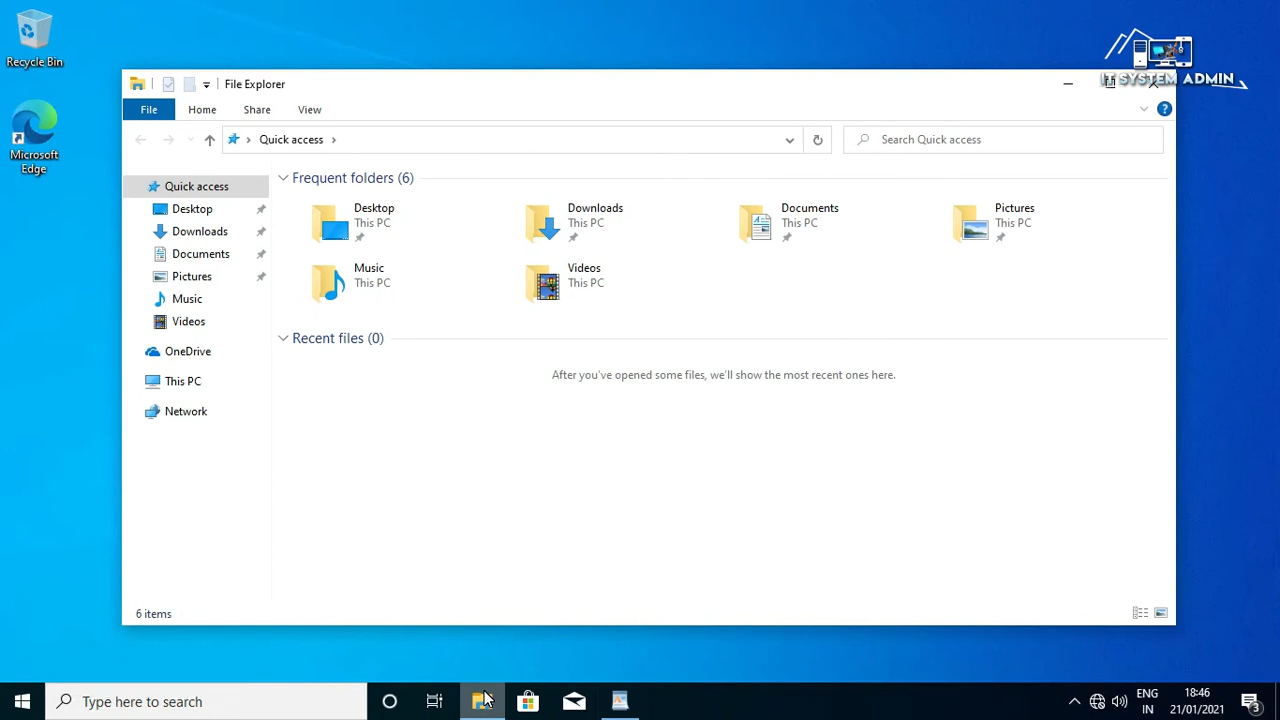 Recycle Bin
Microsoft
Edge
IT SYSTEM ADMIN
File Explorer
File Home Share View
Quick access
Search Quick access
Quick access
Desktop
Downloads
Documents
Pictures
Music
Videos
OneDrive
This PC
Network
Frequent folders (6)
Desktop
This PC
Downloads
This PC
Documents
This PC
Pictures
This PC
Music
This PC
Videos
This PC
Recent files (0)
After you've opened some files, we'll show the most recent ones here.
6 items
Type here to search
ENG
IN
18:46
21/01/2021
3